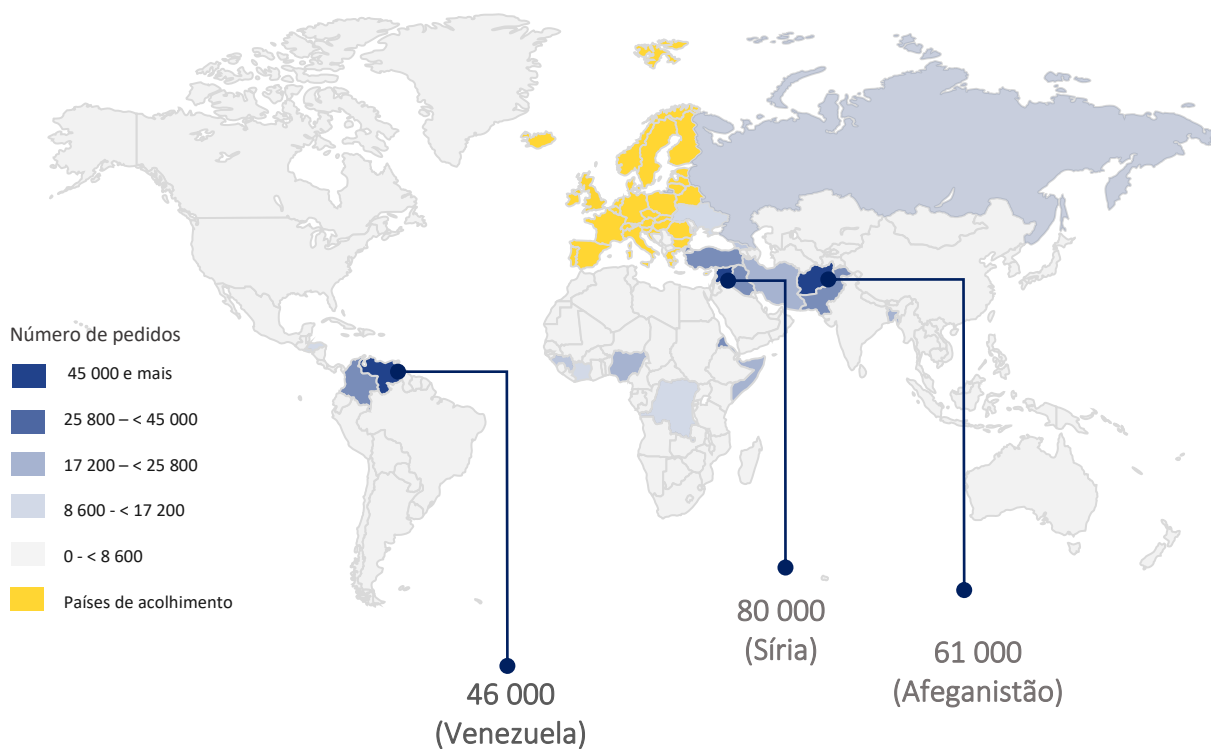 Número de pedidos
45 000 e mais
25 800 – < 45 000
17 200 – < 25 800
8 600 - < 17 200
0 - < 8 600
Países de acolhimento
46 000
(Venezuela)
80 000
(Síria)
61 000
(Afeganistão)